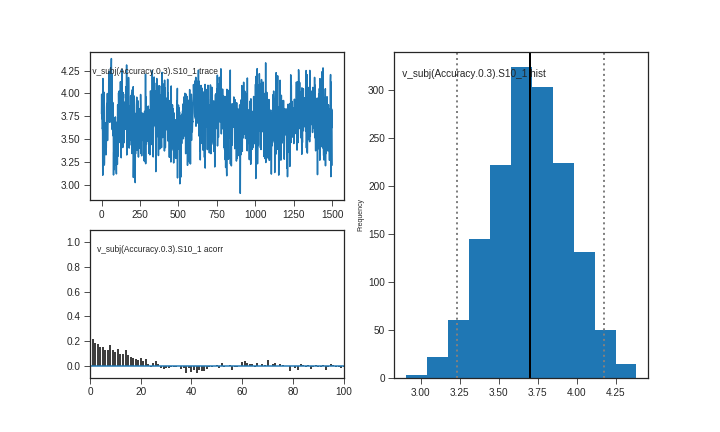 v_subj(Accuracy.0.3).S10_1 trace
4.25
4.00
3.75
3.50
3.25
3.00
0 250 500 750 1000 1250 1500
v_subj(Accuracy.0.3).S10_1 acorr
1.0
0.8
0.6
0.4
0.2
0.0
0 20 40 60 80 100
v_subj(Accuracy.0.3).S10_1 hist
Frequency
300
250
200
150
100
50
0
3.00 3.25 3.50 3.75 4.00 4.25